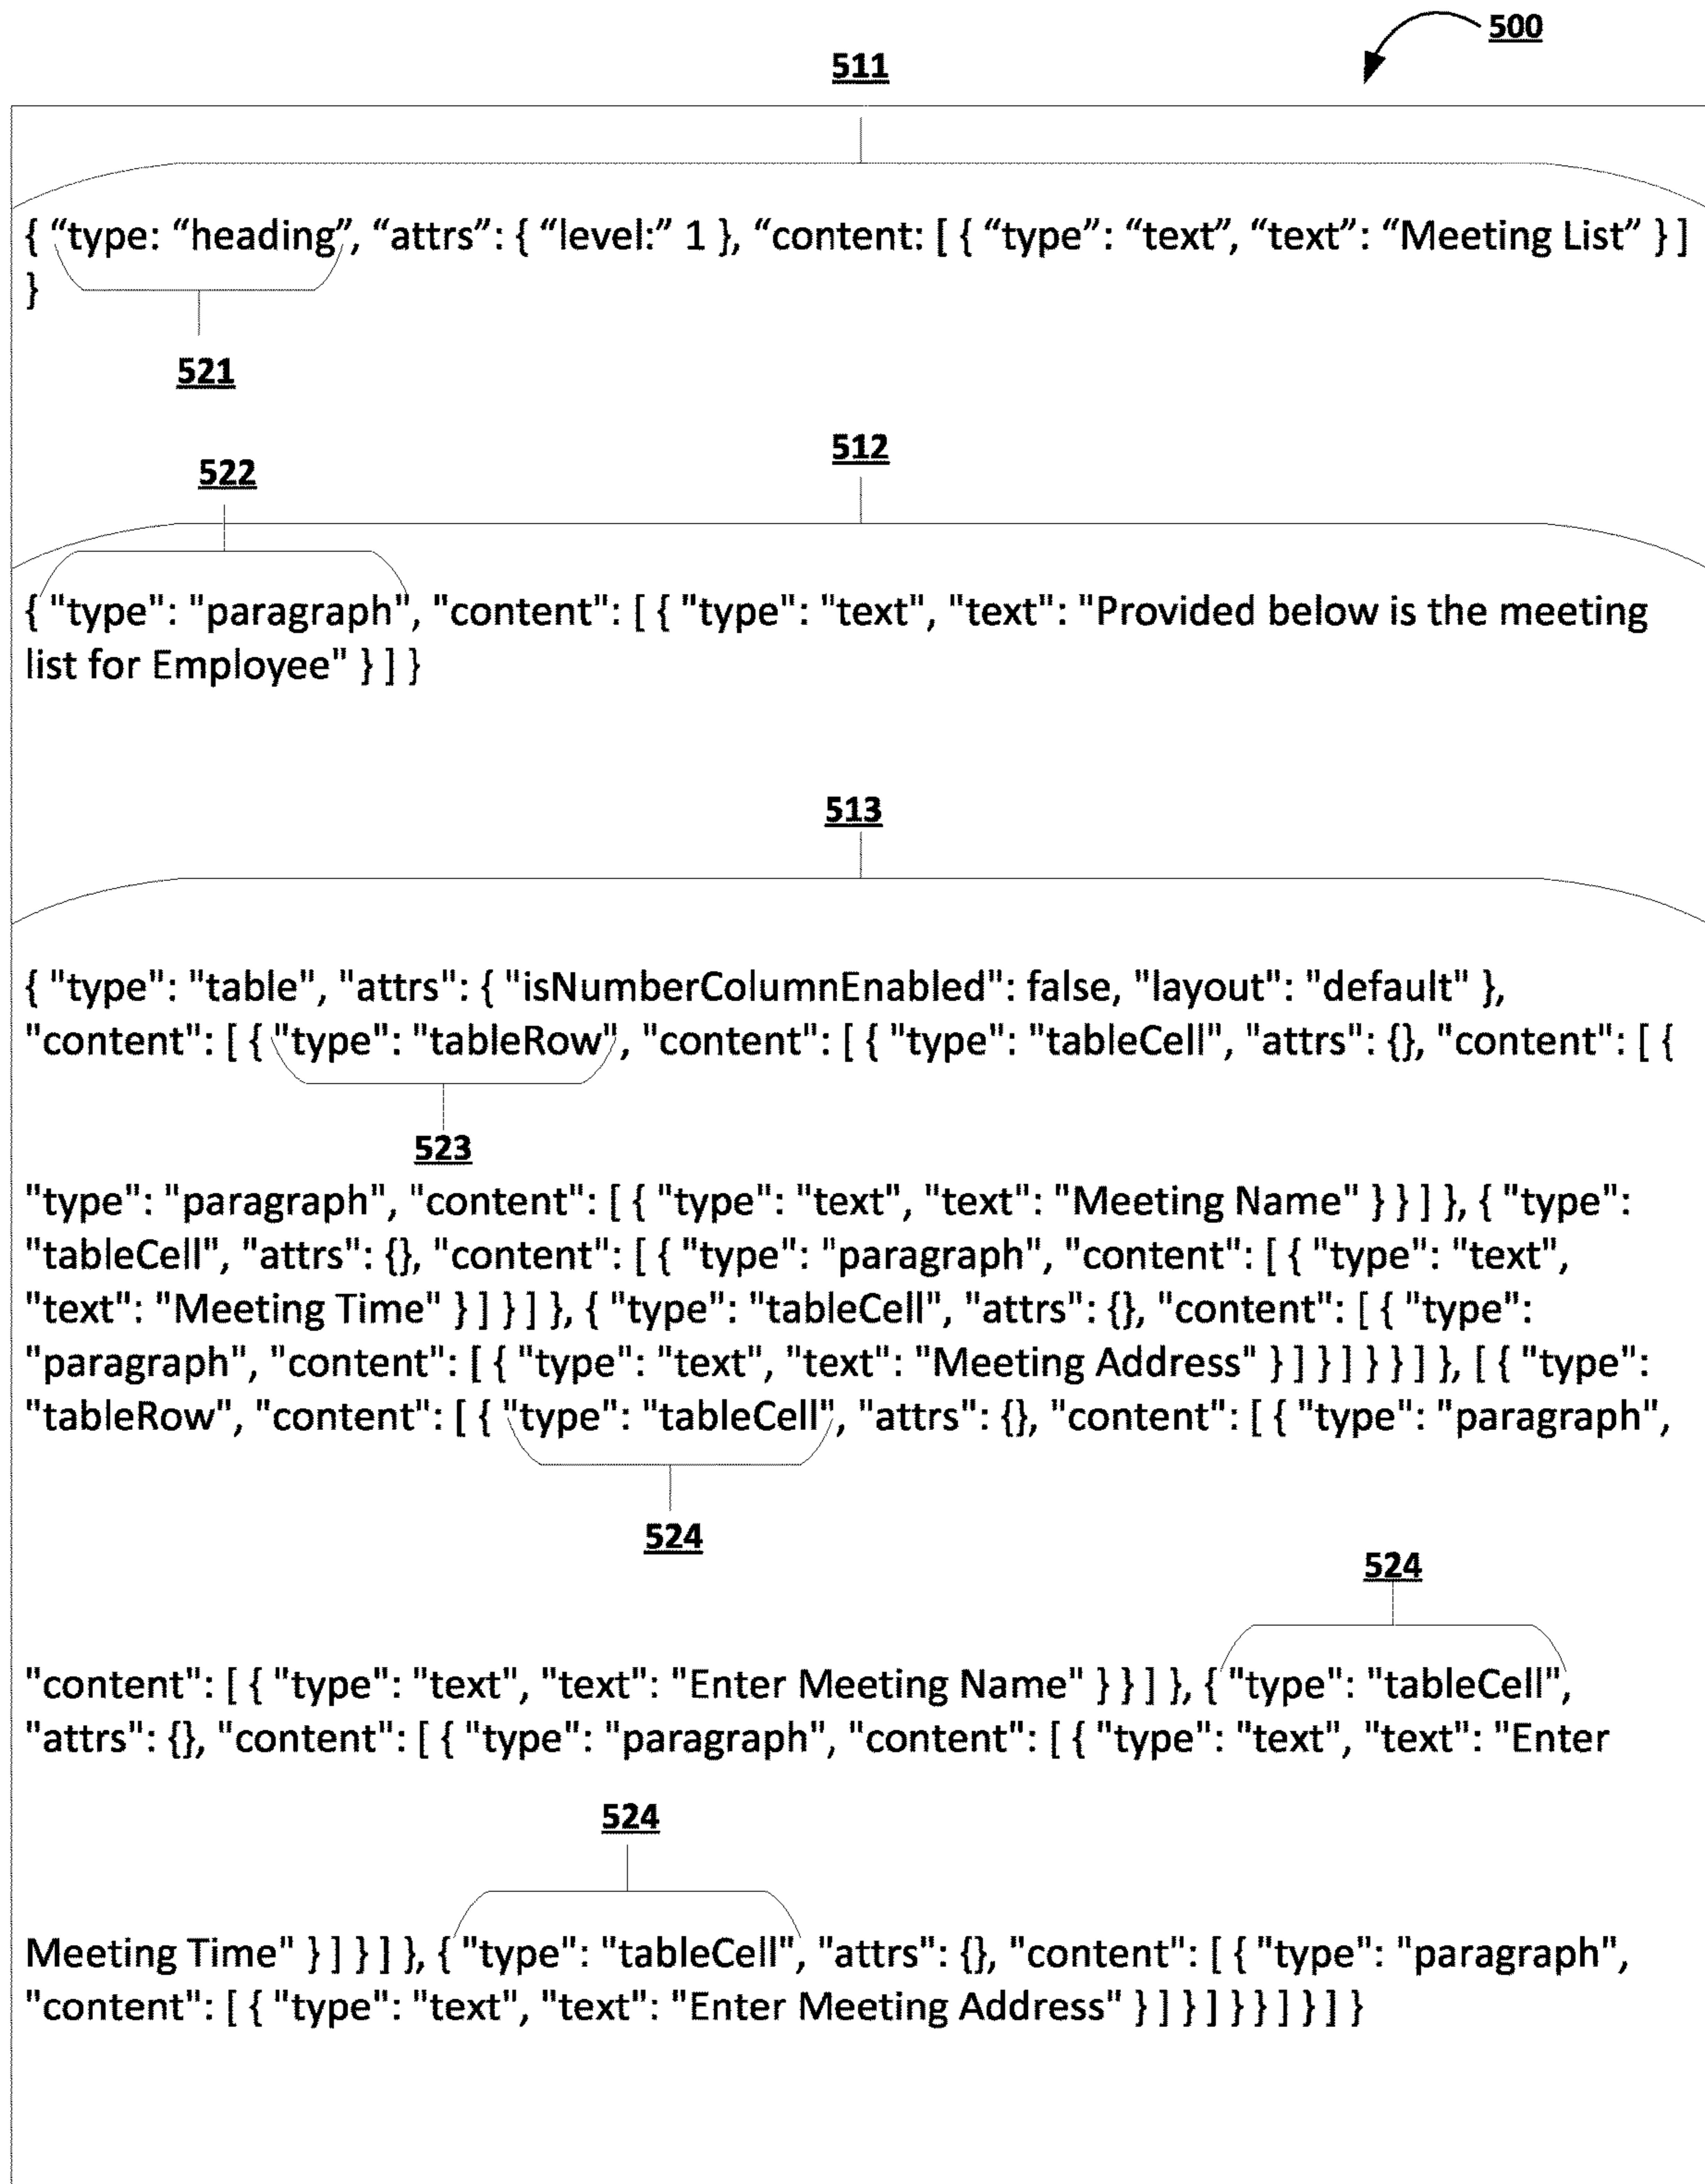 500
511
{ “type: “heading”, “attrs”: { “level:” 1 }, “content: [ { “type”: “text”, “text”: “Meeting List” } ]
}
521
512
522
{ "type": "paragraph", "content": [ { "type": "text", "text": "Provided below is the meeting
list for Employee" } ] }
513
{ "type": "table", "attrs": { "isNumberColumnEnabled": false, "layout": "default" },
"content": [ { "type": "tableRow", "content": [ { "type": "tableCell", "attrs": {}, "content": [ {
523
"type": "paragraph", "content": [ { "type": "text", "text": "Meeting Name" } } ] }, { "type":
"tableCell", "attrs": {}, "content": [ { "type": "paragraph", "content": [ { "type": "text",
"text": "Meeting Time" } ] } ] }, { "type": "tableCell", "attrs": {}, "content": [ { "type":
"paragraph", "content": [ { "type": "text", "text": "Meeting Address" } ] } ] } } ] }, [ { "type":
"tableRow", "content": [ { "type": "tableCell", "attrs": {}, "content": [ { "type": "paragraph",
524
524
"content": [ { "type": "text", "text": "Enter Meeting Name" } } ] }, { "type": "tableCell",
"attrs": {}, "content": [ { "type": "paragraph", "content": [ { "type": "text", "text": "Enter
524
Meeting Time" } ] } ] }, { "type": "tableCell", "attrs": {}, "content": [ { "type": "paragraph",
"content": [ { "type": "text", "text": "Enter Meeting Address" } ] } ] } } ] } ] }